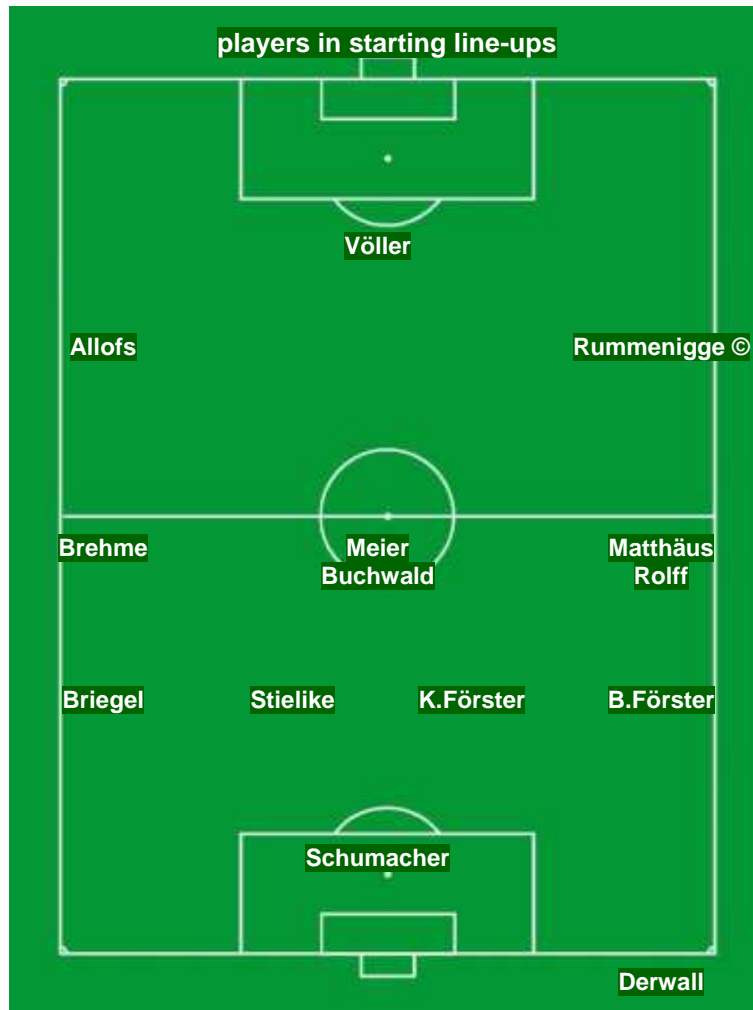 players in starting line-ups
Völler
Allofs Rummenigge ©
Brehme Meier Matthäus
Buchwald Rolff
Briegel Stielike K.Förster B.Förster
Schumacher
Derwall